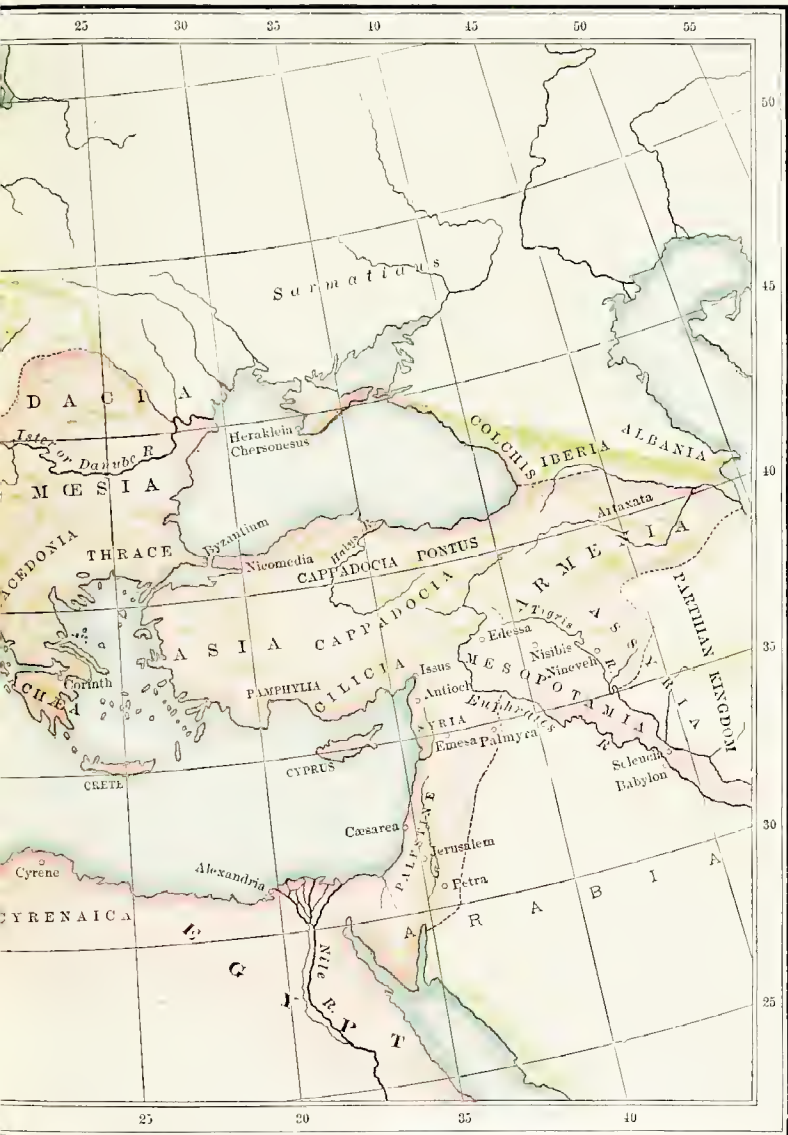 25 30 35 40 45 50 55
50
Sarmatians
45
DACIA
Herakleia
Chersonesus
COLCHIS
IBERIA
ALBANIA
40
Ister or Danube R
MŒSIA
Artaxata
Byzantium
ACEDONIA
THRACE
Nicomedia
Halys R.
CAPPADOCIA PONTUS
ARMENIA
PARTHIAN KINGDOM
ASIA
CAPPADOCIA
Tigris R
ASSYRIA
Edessa
Nisibis
Nineveh
35
Corinth
CHÆA
PAMPHYLIA
CILICIA
Issus
MESOPOTAMIA
Antioch
Euphrates R
SYRIA
Emesa
Palmyra
CRETE
CYPRUS
Seleucia
Babylon
Cæsarea
30
PALESTINE
Jerusalem
Cyrene
Alexandria
Petra
CYRENAICA
ARABIA
EGYPT
Nile R.
25
25 30 35 40